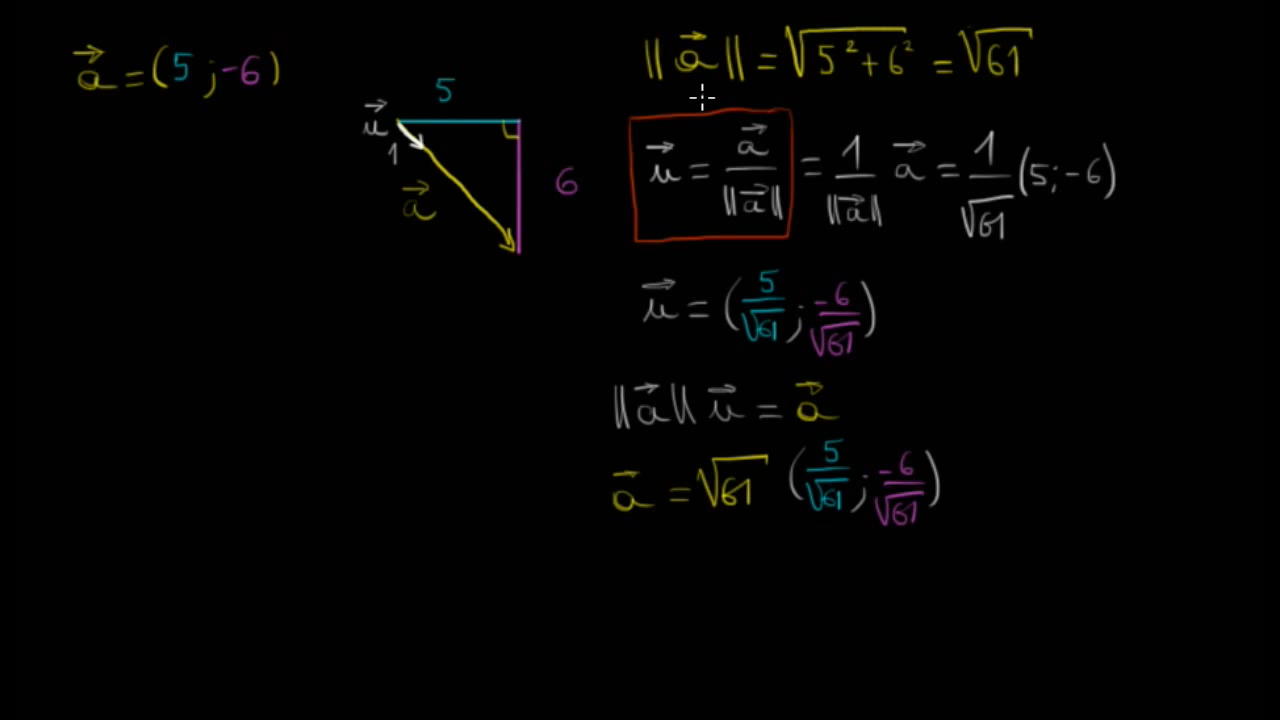 a⃗ = (5 ; -6)
5
u⃗
1
a⃗
6
||a⃗|| = √(5² + 6²) = √61
u⃗ = a⃗/||a⃗|| = 1/||a⃗|| a⃗ = 1/√61 (5 ; -6)
u⃗ = (5/√61 ; -6/√61)
||a⃗|| u⃗ = a⃗
a⃗ = √61 (5/√61 ; -6/√61)